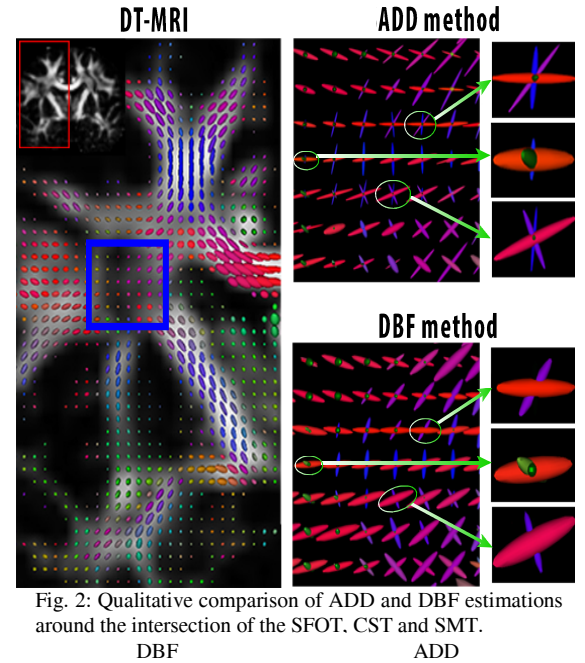 DT-MRI
ADD method
DBF method
Fig. 2: Qualitative comparison of ADD and DBF estimations
around the intersection of the SFOT, CST and SMT.
DBF ADD